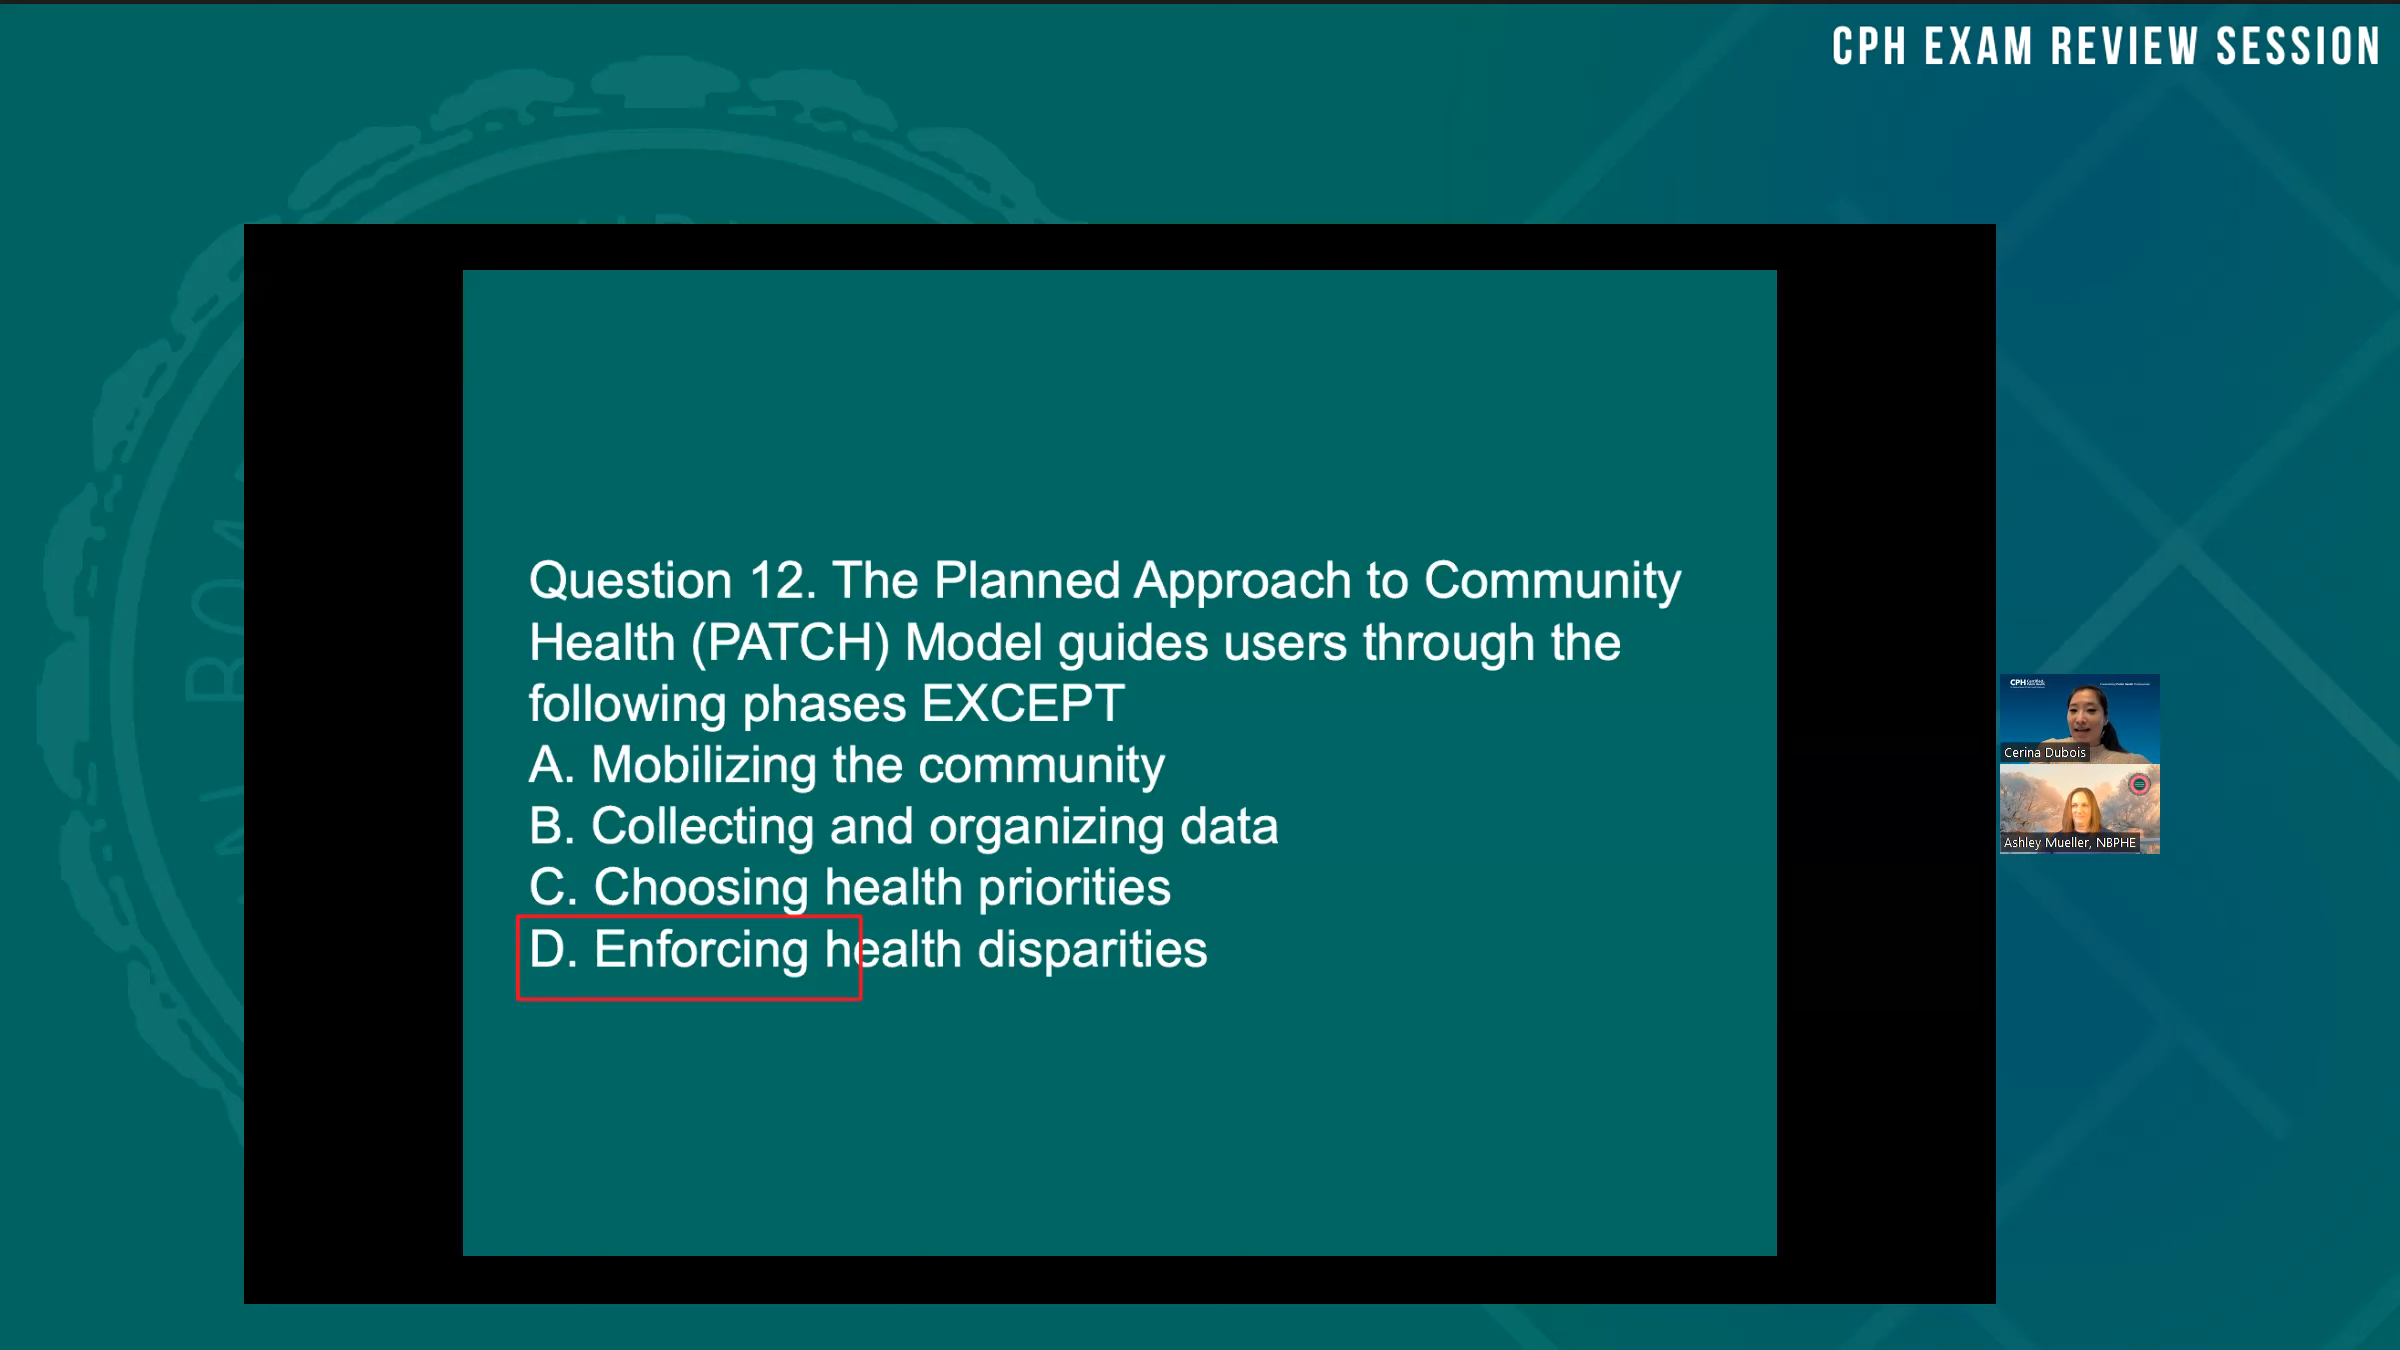 CPH EXAM REVIEW SESSION
Question 12. The Planned Approach to Community
Health (PATCH) Model guides users through the
following phases EXCEPT
A. Mobilizing the community
B. Collecting and organizing data
C. Choosing health priorities
D. Enforcing health disparities
CPH
Cerina Dubois
Ashley Mueller, NBPHE